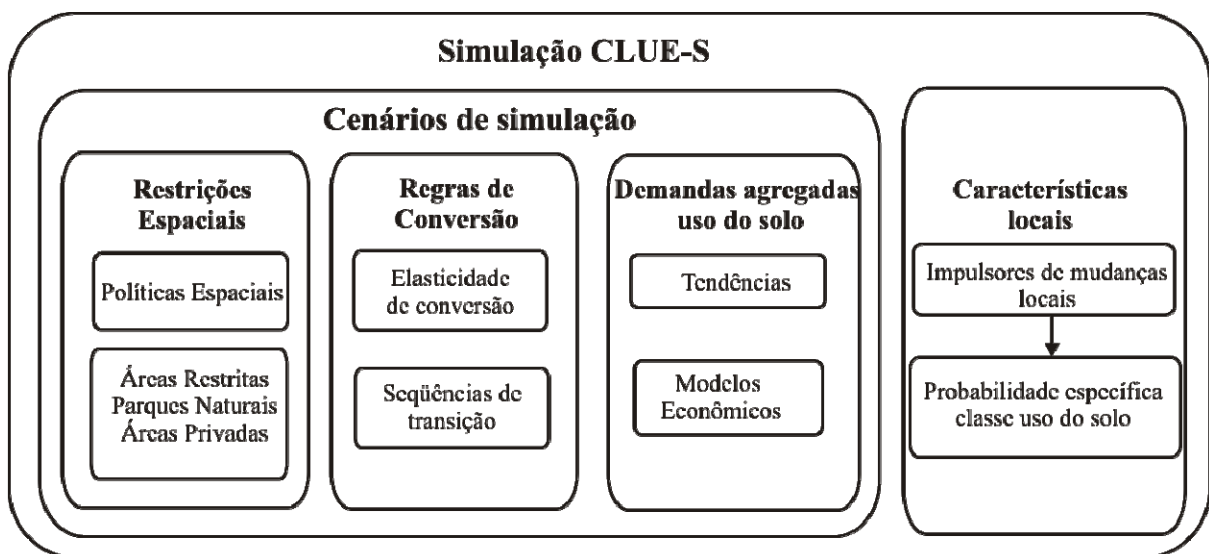 Simulação CLUE-S
Cenários de simulação
Restrições
Espaciais
Políticas Espaciais
Áreas Restritas
Parques Naturais
Áreas Privadas
Regras de
Conversão
Elasticidade
de conversão
Seqüências de
transição
Demandas agregadas
uso do solo
Tendências
Modelos
Econômicos
Características
locais
Impulsores de mudanças
locais
Probabilidade específica
classe uso do solo